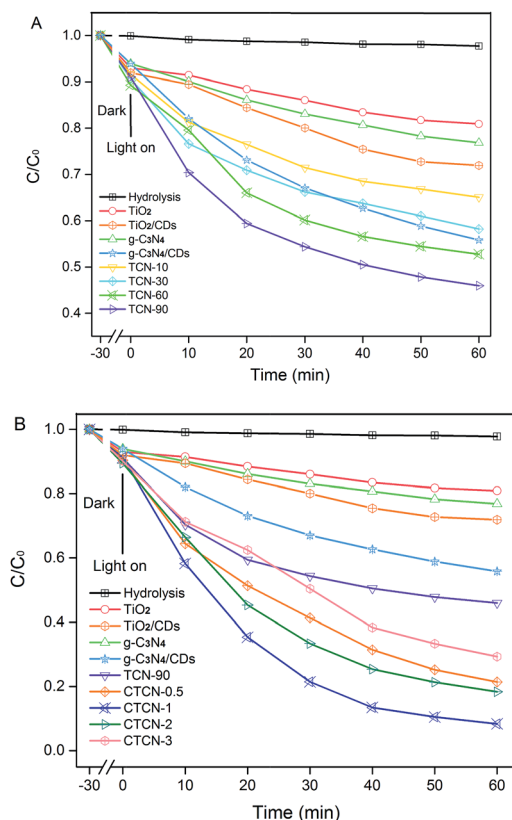 A
1.0
0.9
0.8
0.7
0.6
0.5
0.4
C/C₀
Dark
Light on
Hydrolysis
TiO₂
TiO₂/CDs
g-C₃N₄
g-C₃N₄/CDs
TCN-10
TCN-30
TCN-60
TCN-90
-30 0 10 20 30 40 50 60
Time (min)
B
1.0
0.8
0.6
0.4
0.2
0.0
C/C₀
Dark
Light on
Hydrolysis
TiO₂
TiO₂/CDs
g-C₃N₄
g-C₃N₄/CDs
TCN-90
CTCN-0.5
CTCN-1
CTCN-2
CTCN-3
-30 0 10 20 30 40 50 60
Time (min)